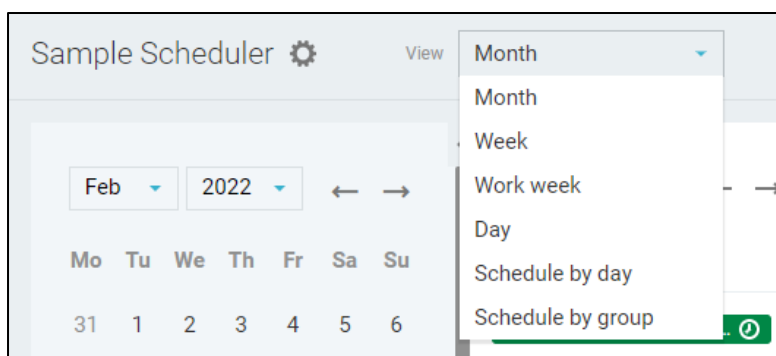 Sample Scheduler
View
Month
Month
Week
Work week
Day
Schedule by day
Schedule by group
Feb
2022
Mo Tu We Th Fr Sa Su
31 1 2 3 4 5 6